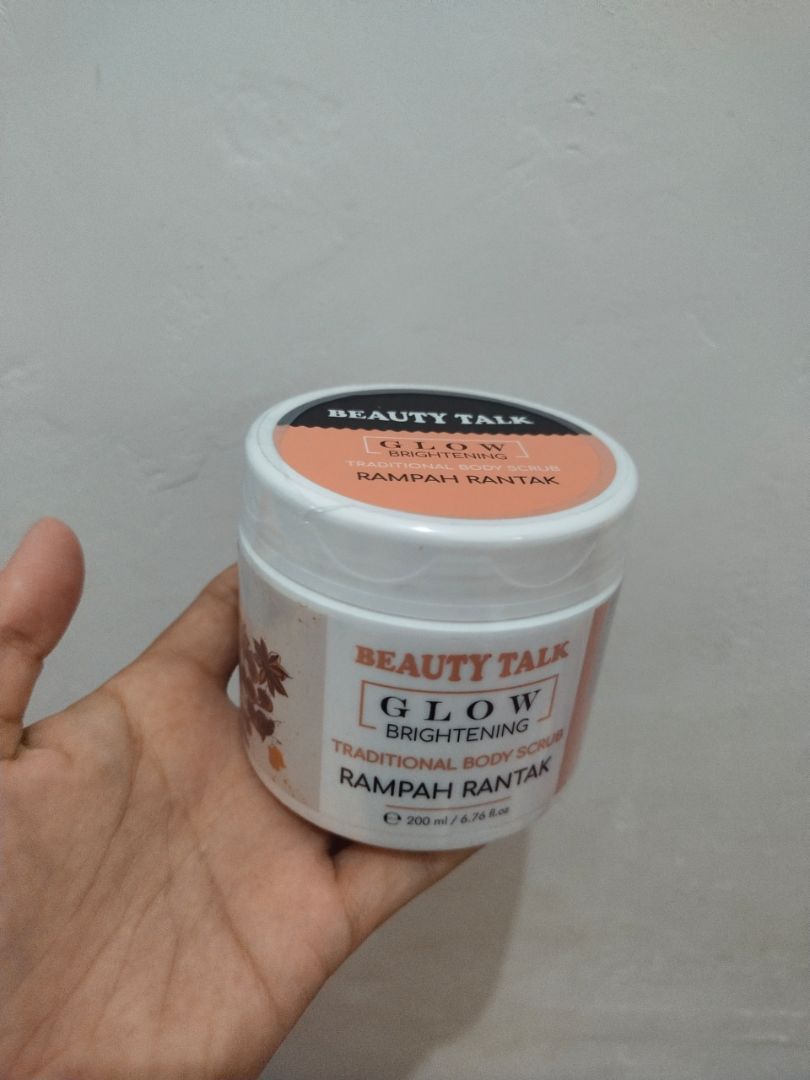 BEAUTY TALK
GLOW
BRIGHTENING
TRADITIONAL BODY SCRUB
RAMPAH RANTAK
BEAUTY TALK
GLOW
BRIGHTENING
TRADITIONAL BODY SCRUB
RAMPAH RANTAK
℮ 200 ml / 6.76 fl.oz